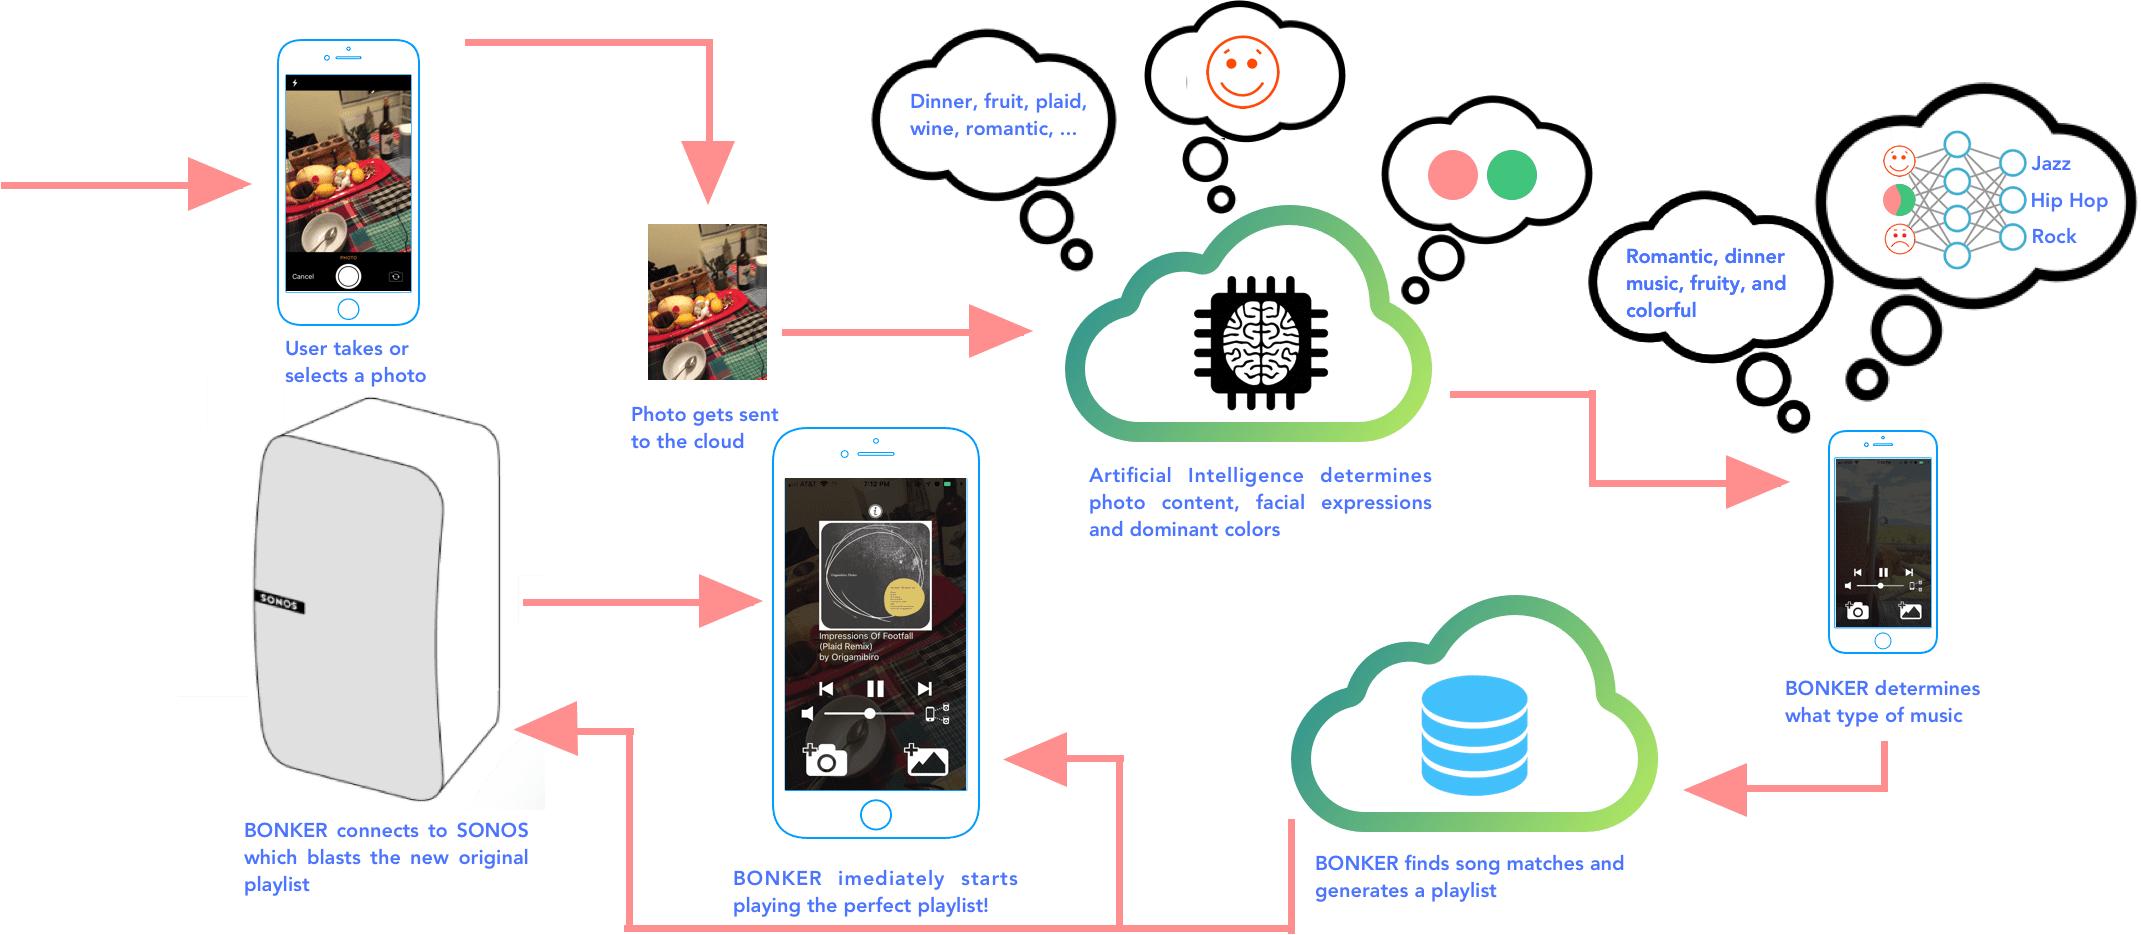 Dinner, fruit, plaid,
wine, romantic, ...
Jazz
Hip Hop
Rock
Romantic, dinner
music, fruity, and
colorful
PHOTO
Cancel
User takes or
selects a photo
Photo gets sent
to the cloud
Artificial Intelligence determines
photo content, facial expressions
and dominant colors
AT&T
7:12 PM
i
Impressions Of Footfall
(Plaid Remix)
by Origamibiro
SONOS
BONKER determines
what type of music
BONKER connects to SONOS
which blasts the new original
playlist
BONKER imediately starts
playing the perfect playlist!
BONKER finds song matches and
generates a playlist